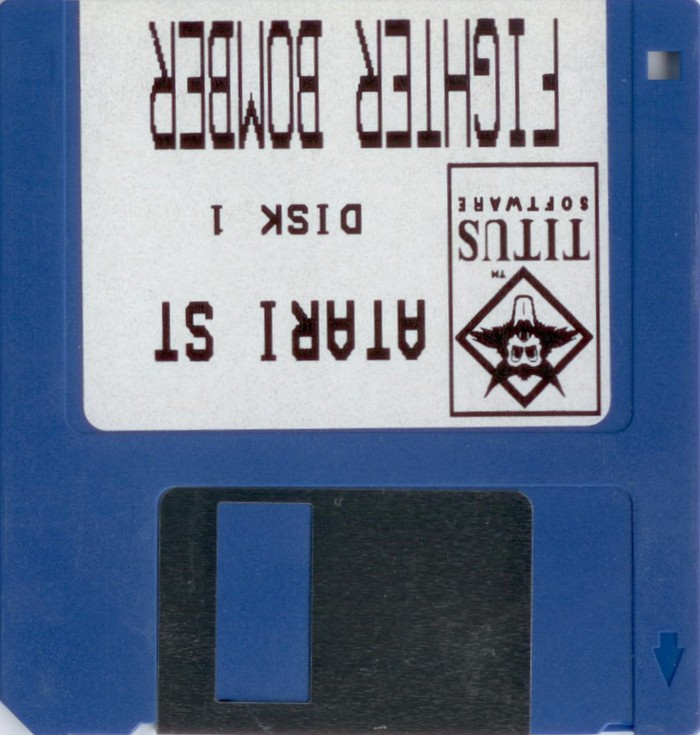 ATARI ST
DISK 1
FIGHTER BOMBER
TITUS
TM
SOFTWARE